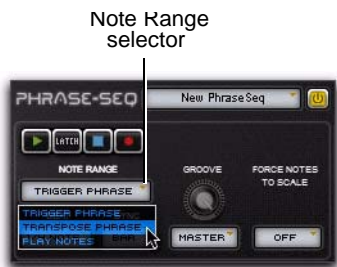 Note Range
selector
PHRASE-SEQ
New PhraseSeq
LATCH
NOTE RANGE
GROOVE
FORCE NOTES
TO SCALE
TRIGGER PHRASE
TRIGGER PHRASE
TRANSPOSE PHRASE
PLAY NOTES
MASTER
OFF